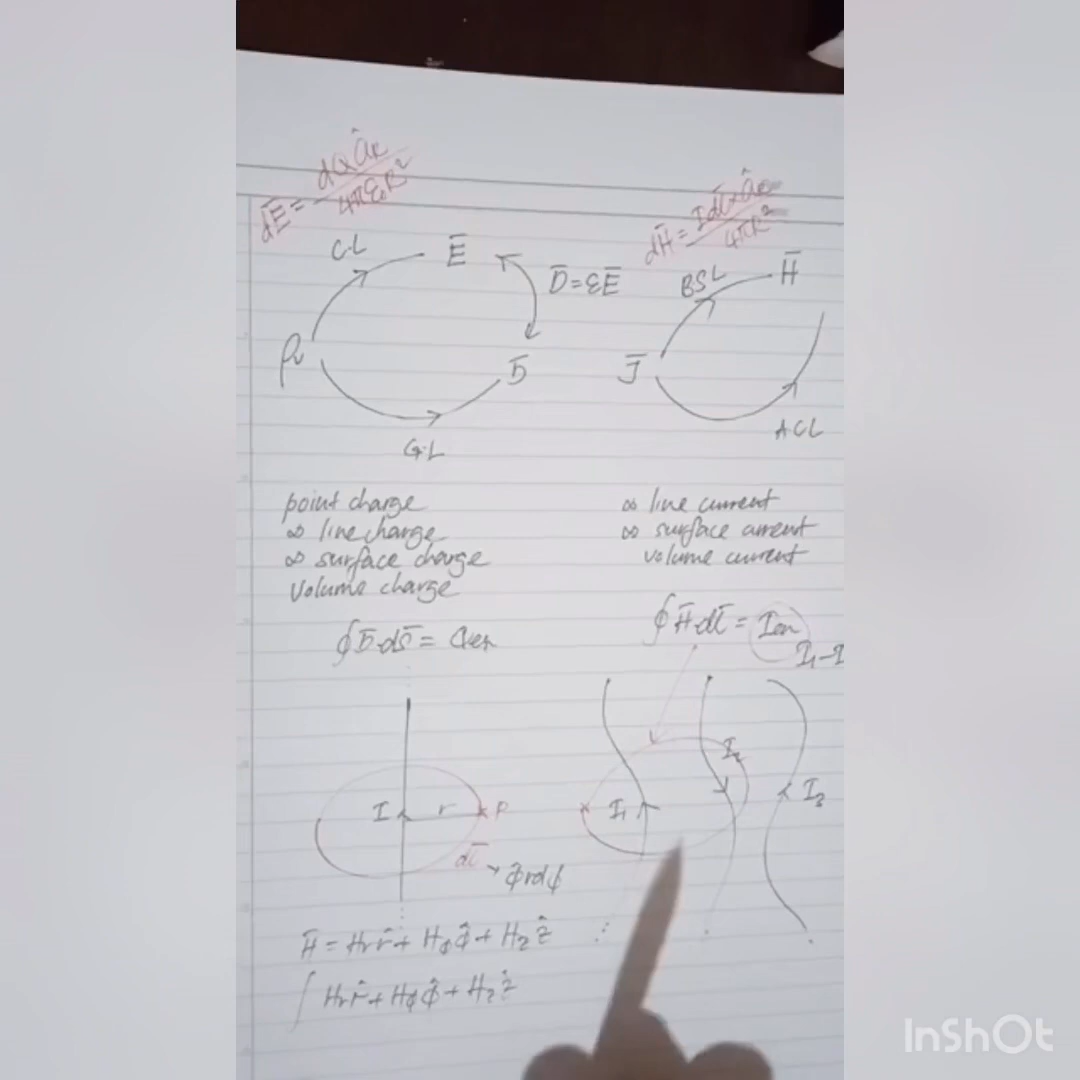 dĒ = dQ âR / 4πε₀R²
dH̄ = Idl̄ × âR / 4πR²
C·L
Ē
D̄ = εĒ
BSL
H̄
ρv
D̄
J̄
G·L
ACL
point charge
∞ line charge
∞ surface charge
volume charge
∞ line current
∞ surface current
volume current
∮ D̄·ds̄ = Qen
∮ H̄·dl̄ = Ien
I₁ - I
I
r
P
dl̄
φ̂rdφ
I₁
I₂
I₃
H̄ = Hr r̂ + Hφ φ̂ + Hz ẑ
∫ Hr r̂ + Hφ φ̂ + Hz ẑ
InShOt